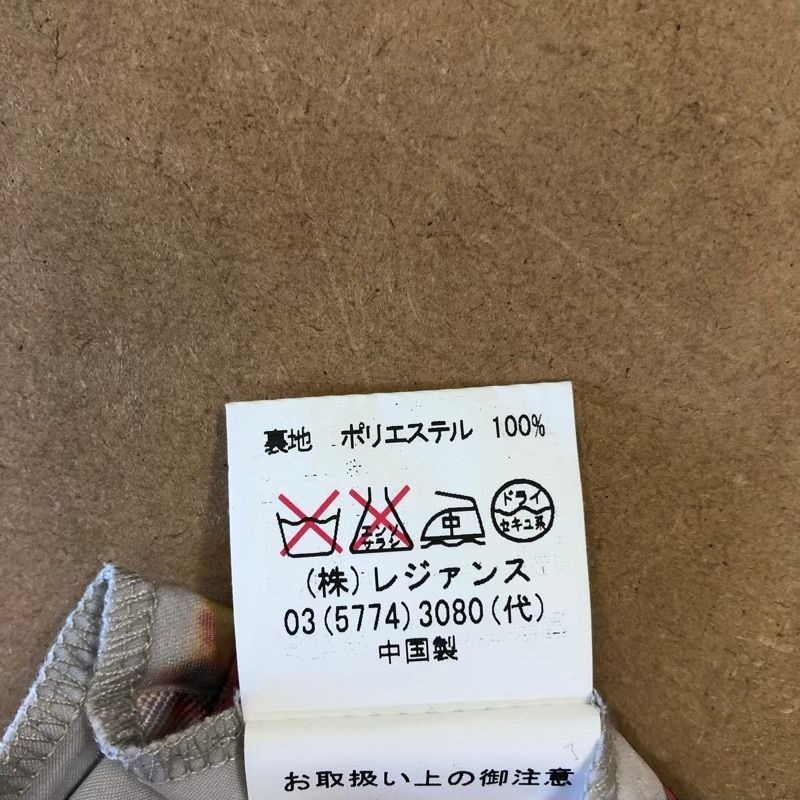 裏地 ポリエステル 100%
エンソ
サラシ
中
ドライ
セキユ系
(株)レジァンス
03(5774)3080(代)
中国製
お取扱い上の御注意